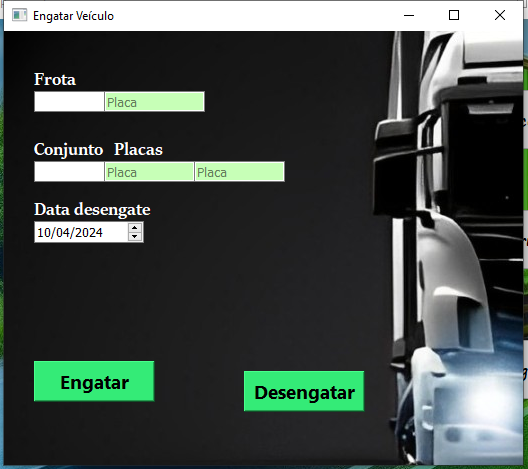 Engatar Veículo
Frota
Placa
Conjunto Placas
Placa Placa
Data desengate
10/04/2024
Engatar
Desengatar